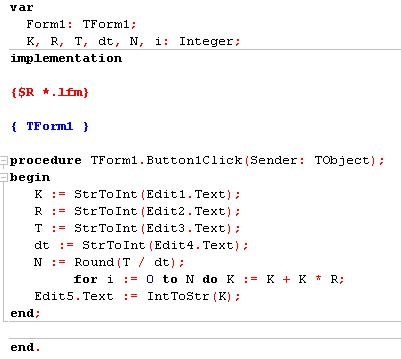 var
  Form1: TForm1;
  K, R, T, dt, N, i: Integer;
implementation

{$R *.lfm}

{ TForm1 }

procedure TForm1.Button1Click(Sender: TObject);
begin
   K := StrToInt(Edit1.Text);
   R := StrToInt(Edit2.Text);
   T := StrToInt(Edit3.Text);
   dt := StrToInt(Edit4.Text);
   N := Round(T / dt);
        for i := 0 to N do K := K + K * R;
   Edit5.Text := IntToStr(K);
end;

end.